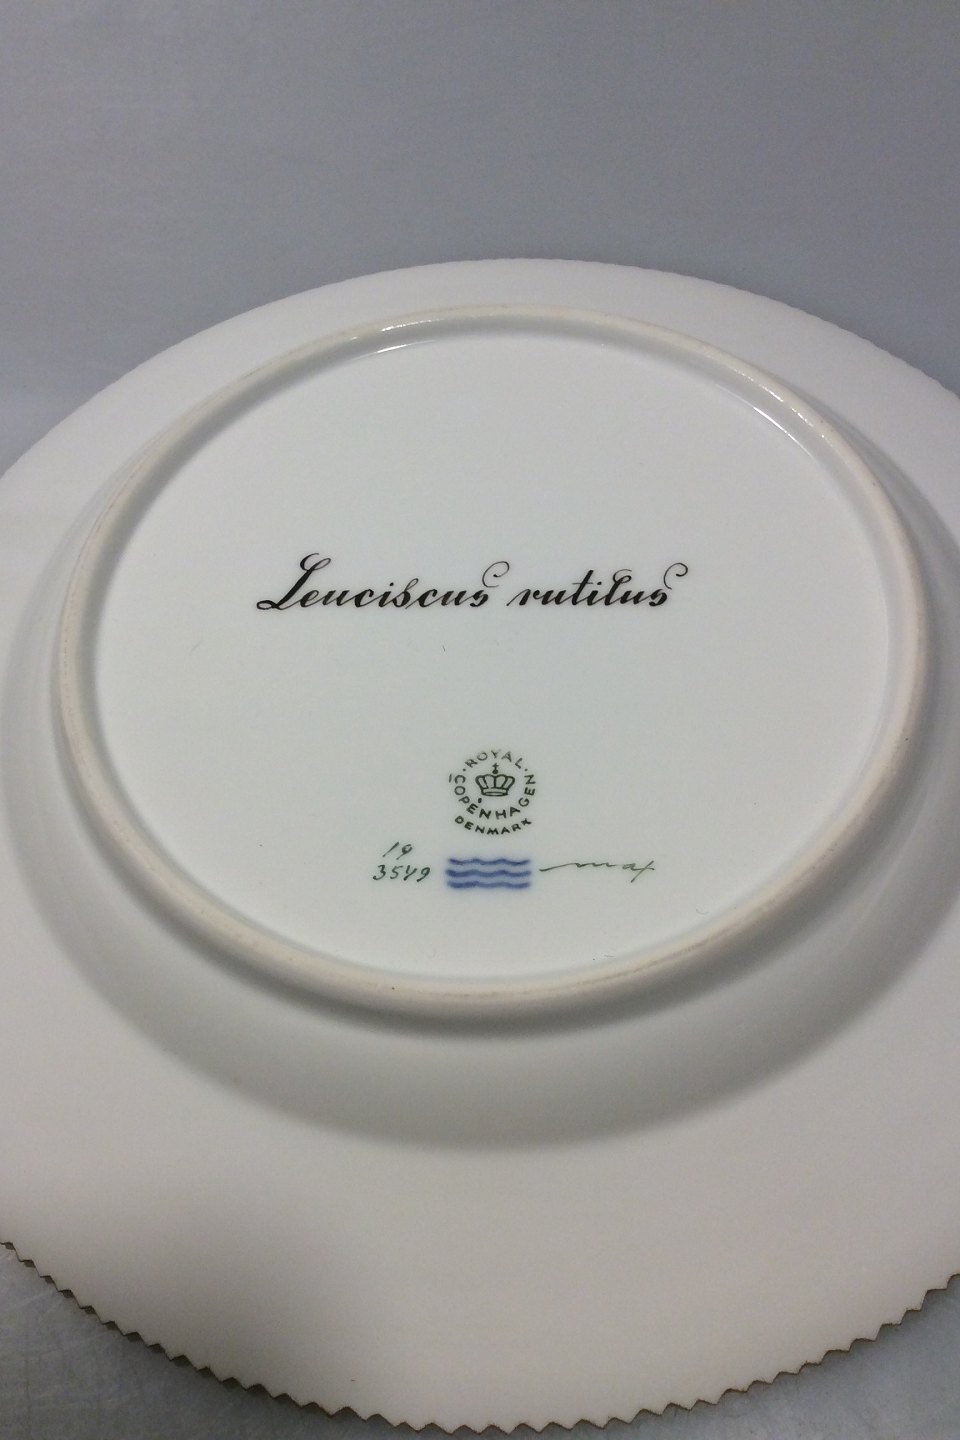 Leuciscus rutilus
ROYAL
COPENHAGEN
DENMARK
19
3549